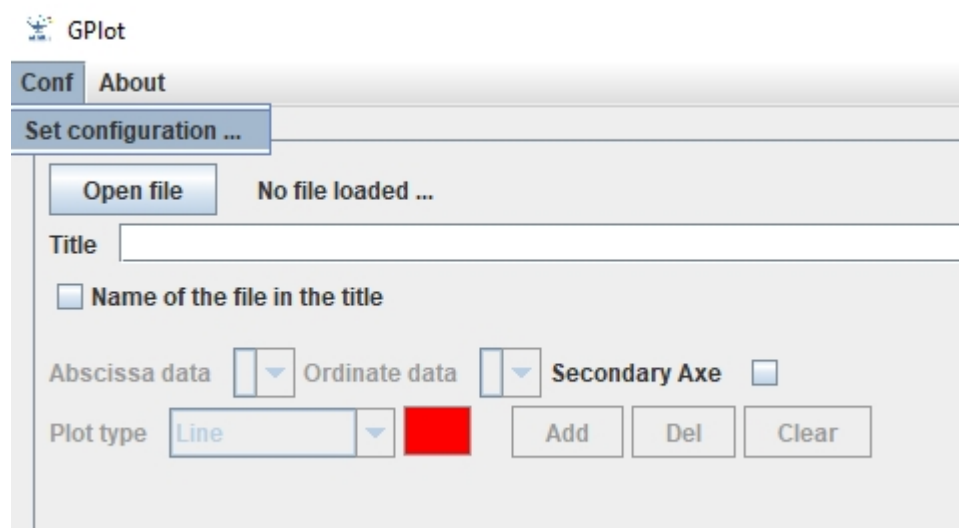 GPlot
Conf About
Set configuration ...
Open file No file loaded ...
Title
Name of the file in the title
Abscissa data Ordinate data Secondary Axe
Plot type Line Add Del Clear